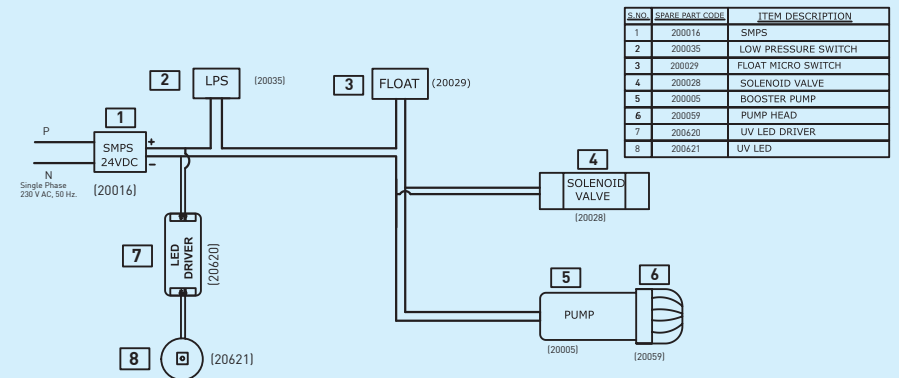 S.NO. SPARE PART CODE ITEM DESCRIPTION
1 200016 SMPS
2 200035 LOW PRESSURE SWITCH
3 200029 FLOAT MICRO SWITCH
4 200028 SOLENOID VALVE
5 200005 BOOSTER PUMP
6 200059 PUMP HEAD
7 200620 UV LED DRIVER
8 200621 UV LED
2 LPS (20035)
3 FLOAT (20029)
1
P
SMPS
24VDC
+
−
N
Single Phase
230 V AC, 50 Hz.
(20016)
4
SOLENOID
VALVE
(20028)
7
LED
DRIVER
(20620)
5
6
PUMP
(20005)
(20059)
8
(20621)